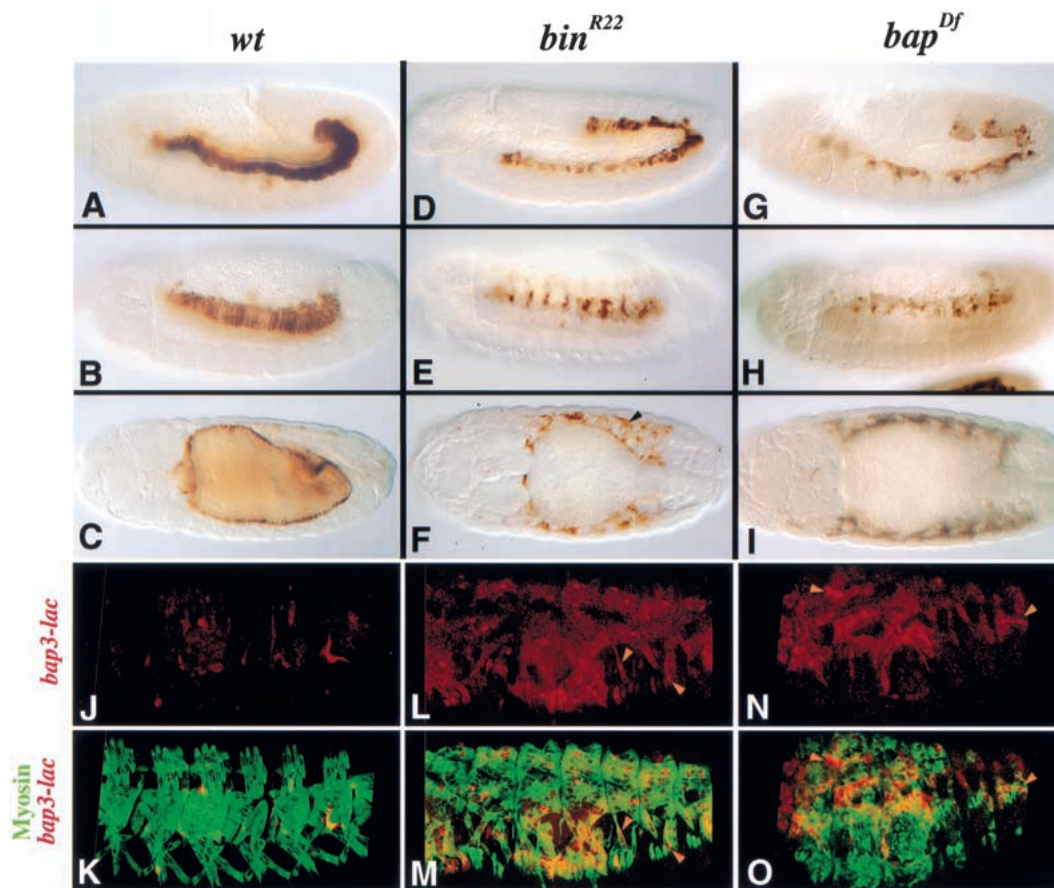 wt bin^R22 bap^Df
A D G
B E H
C F I
bap3-lac
J L N
Myosin
bap3-lac
K M O